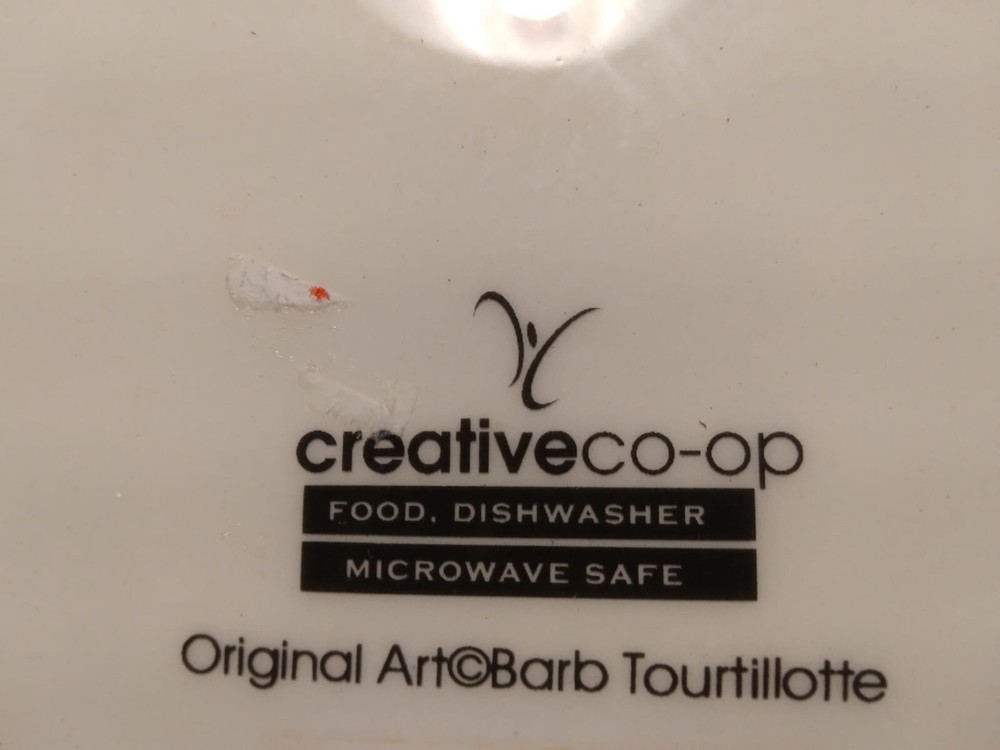 creativeco-op
FOOD, DISHWASHER
MICROWAVE SAFE
Original Art©Barb Tourtillotte